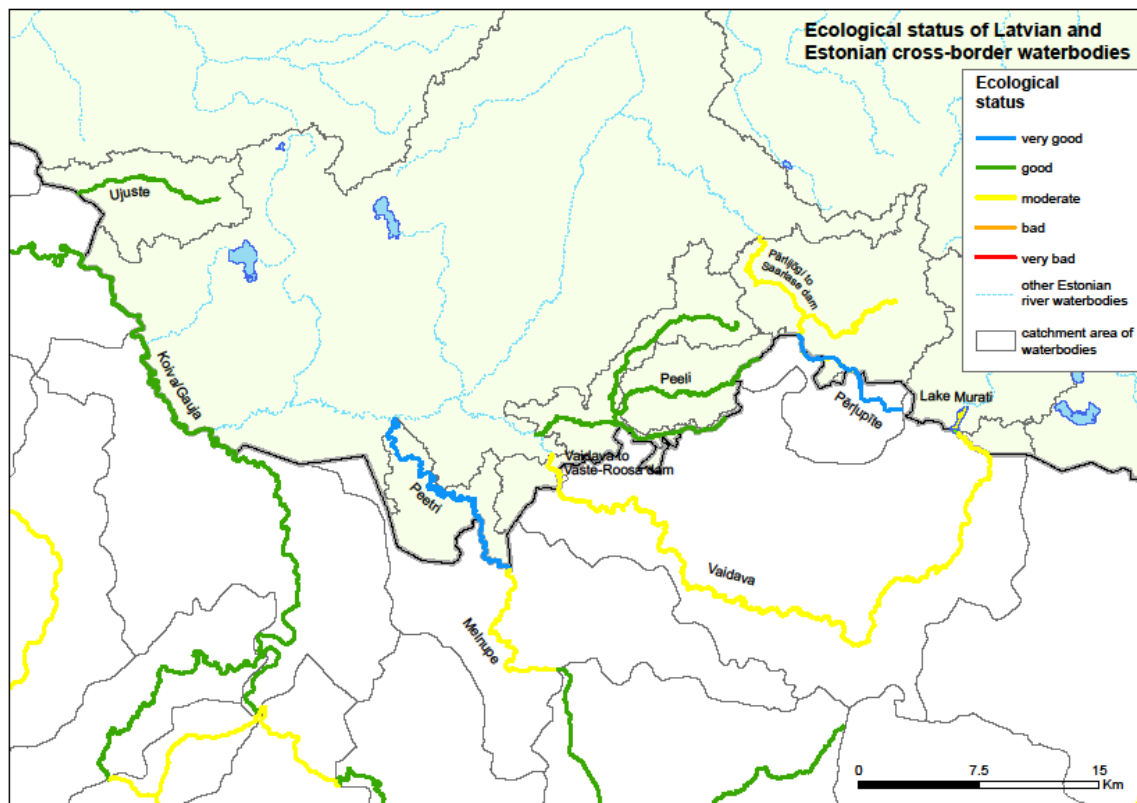 Ecological status of Latvian and
Estonian cross-border waterbodies
Ecological
status
very good
good
moderate
bad
very bad
other Estonian
river waterbodies
catchment area of
waterbodies
Ujuste
Koiva/Gauja
Pärlijõgi to
Saarlase dam
Peeli
Pērļupīte
Lake Murati
Vaidava to
Vaste-Roosa dam
Peetri
Vaidava
Melnupe
0 7.5 15
Km